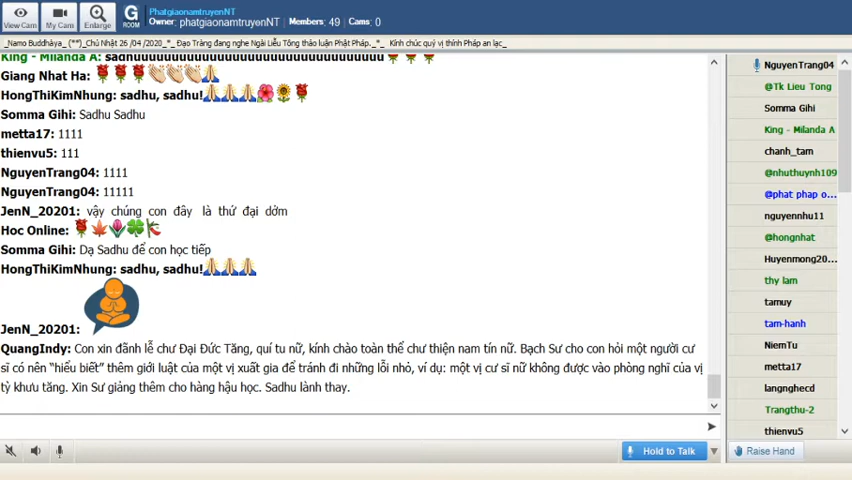 View Cam
My Cam
Enlarge
G
ROOM
PhatgiaonamtruyenNT
Owner: phatgiaonamtruyenNT Members: 49 Cams: 0
_Namo Buddhàya_ (**)_Chủ Nhật 26 /04 /2020_*_ Đạo Tràng đang nghe Ngài Liễu Tông thảo luận Phật Pháp._*_ Kính chúc quý vị thính Pháp an lạc_
Giang Nhat Ha:
HongThiKimNhung: sadhu, sadhu!
Somma Gihi: Sadhu Sadhu
metta17: 1111
thienvu5: 111
NguyenTrang04: 1111
NguyenTrang04: 11111
JenN_20201: vậy chúng con đây là thứ đại dởm
Hoc Online:
Somma Gihi: Dạ Sadhu để con học tiếp
HongThiKimNhung: sadhu, sadhu!
JenN_20201:
QuangIndy: Con xin đãnh lễ chư Đại Đức Tăng, quí tu nữ, kính chào toàn thể chư thiện nam tín nữ. Bạch Sư cho con hỏi một người cư
sĩ có nên "hiểu biết" thêm giới luật của một vị xuất gia để tránh đi những lỗi nhỏ, ví dụ: một vị cư sĩ nữ không được vào phòng nghĩ của vị
tỳ khưu tăng. Xin Sư giảng thêm cho hàng hậu học. Sadhu lành thay.
NguyenTrang04
@Tk Lieu Tong
Somma Gihi
King - Milanda A
chanh_tam
@nhuthuynh109
@phat phap o...
nguyennhu11
@hongnhat
Huyenmong20...
thy lam
tamuy
tam-hanh
NiemTu
metta17
langnghecd
Trangthu-2
thienvu5
Hold to Talk
Raise Hand